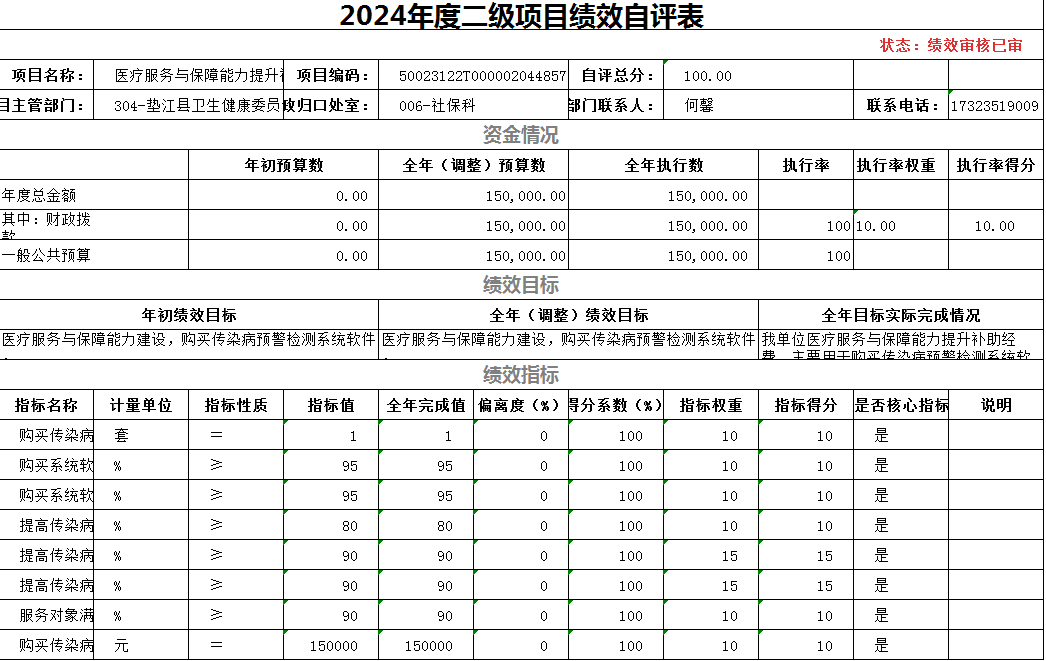 2024年度二级项目绩效自评表
状态：绩效审核已审
项目名称： 医疗服务与保障能力提升 项目编码： 50023122T000002044857 自评总分： 100.00
目主管部门： 304-垫江县卫生健康委员 政归口处室： 006-社保科 部门联系人： 何馨 联系电话： 17323519009
资金情况
年初预算数 全年（调整）预算数 全年执行数 执行率 执行率权重 执行率得分
年度总金额 0.00 150,000.00 150,000.00
其中：财政拨
款 0.00 150,000.00 150,000.00 100 10.00 10.00
一般公共预算 0.00 150,000.00 150,000.00 100
绩效目标
年初绩效目标 全年（调整）绩效目标 全年目标实际完成情况
医疗服务与保障能力建设，购买传染病预警检测系统软件 医疗服务与保障能力建设，购买传染病预警检测系统软件 我单位医疗服务与保障能力提升补助经
费，主要用于购买传染病预警检测系统软
绩效指标
指标名称 计量单位 指标性质 指标值 全年完成值 偏离度（%） 得分系数（%） 指标权重 指标得分 是否核心指标 说明
购买传染病 套 ＝ 1 1 0 100 10 10 是
购买系统软 % ≥ 95 95 0 100 10 10 是
购买系统软 % ≥ 95 95 0 100 10 10 是
提高传染病 % ≥ 80 80 0 100 10 10 是
提高传染病 % ≥ 90 90 0 100 15 15 是
提高传染病 % ≥ 90 90 0 100 15 15 是
服务对象满 % ≥ 90 90 0 100 10 10 是
购买传染病 元 ＝ 150000 150000 0 100 10 10 是